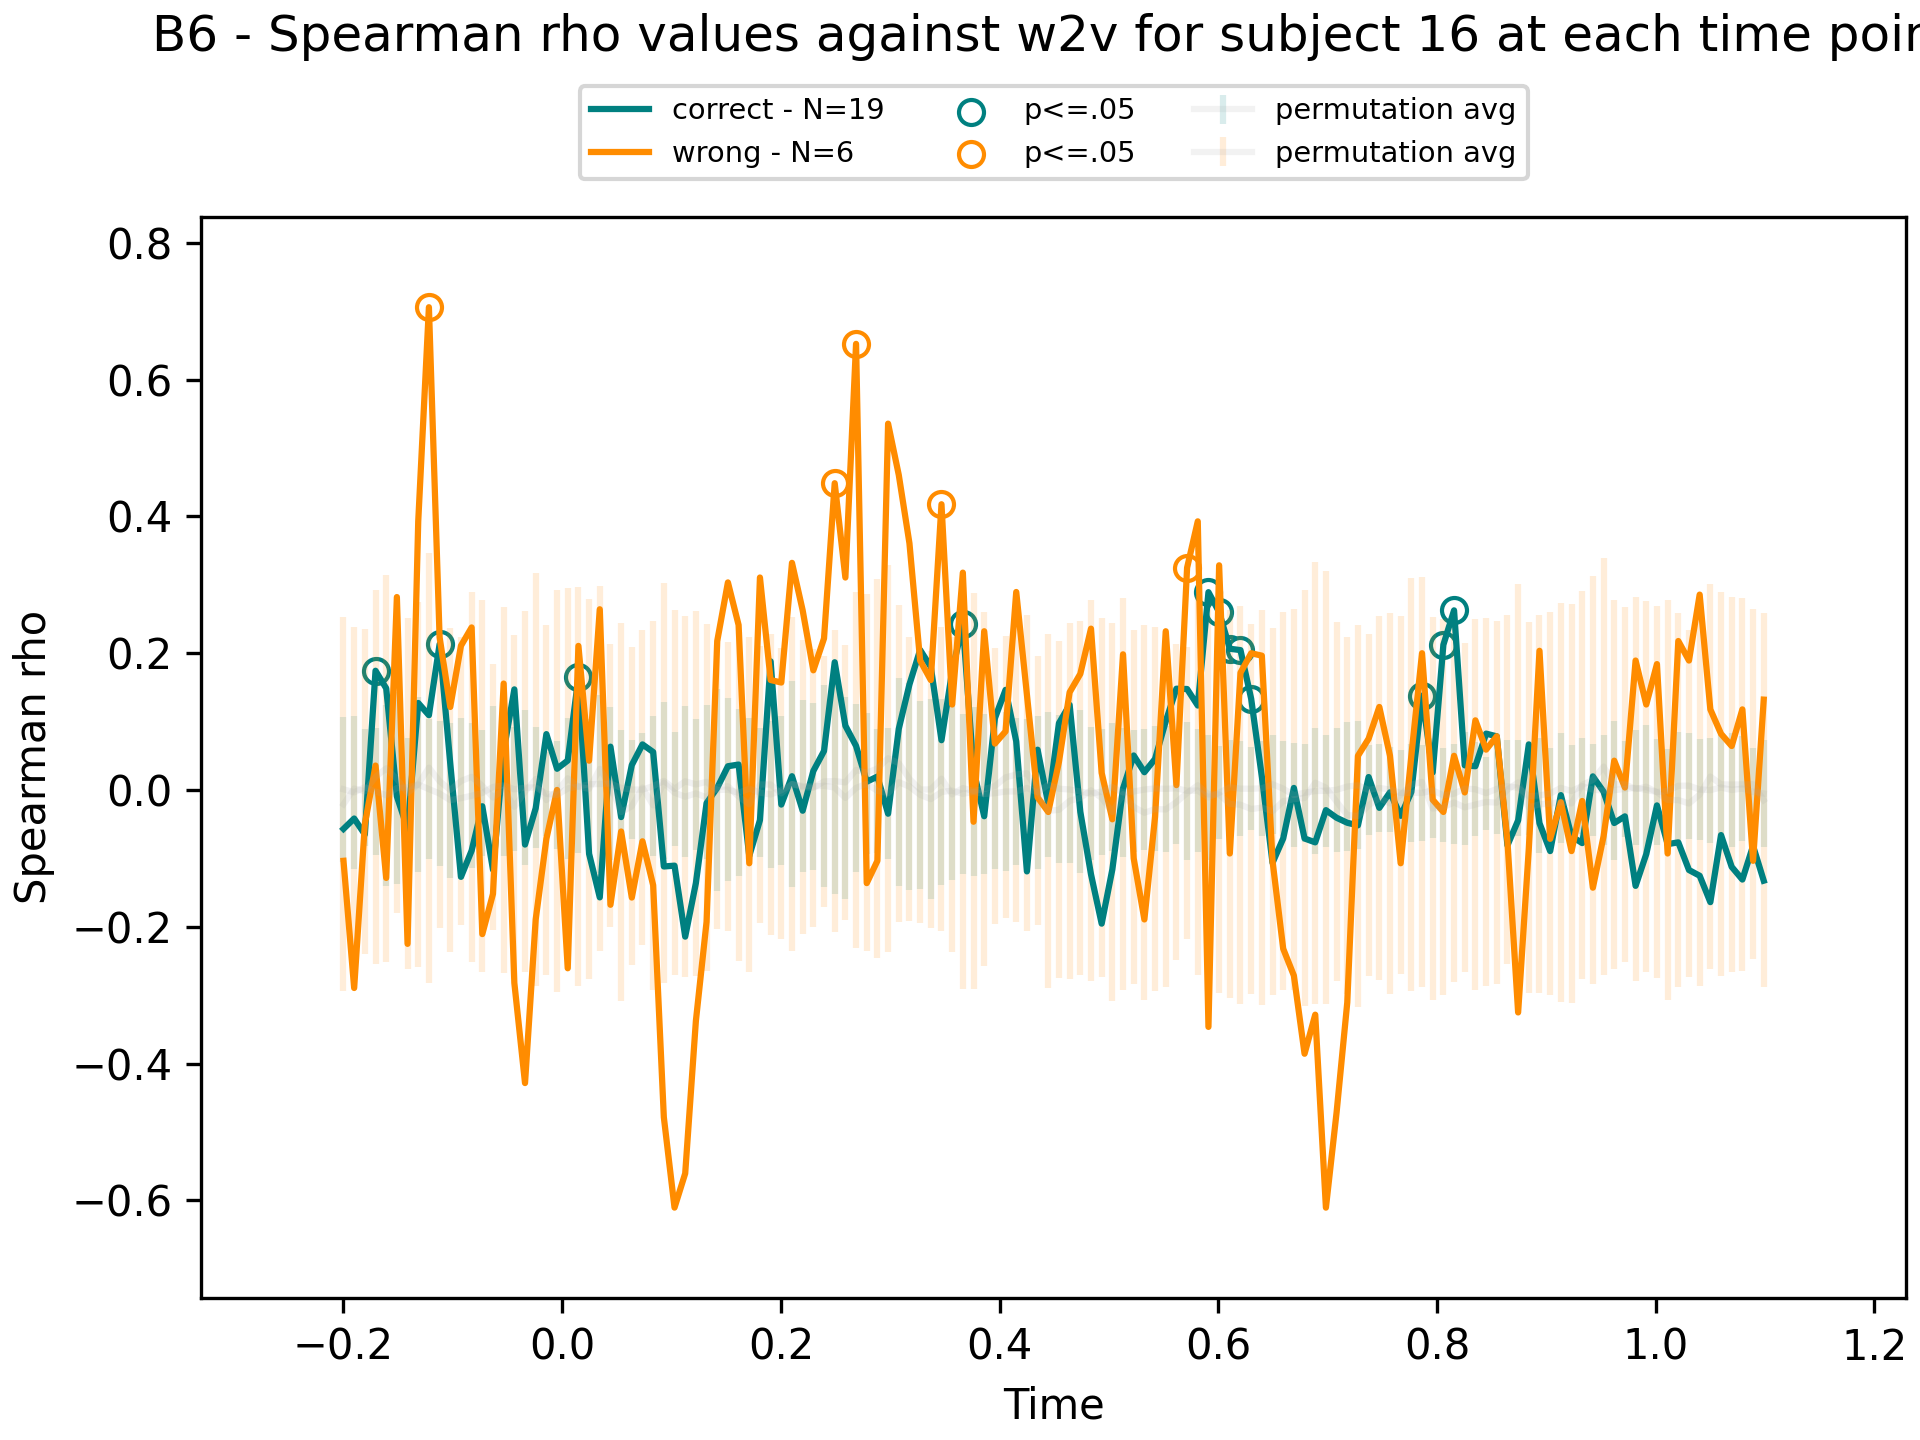 B6 - Spearman rho values against w2v for subject 16 at each time poin
correct - N=19
wrong - N=6
p<=.05
p<=.05
permutation avg
permutation avg
Spearman rho
0.8
0.6
0.4
0.2
0.0
−0.2
−0.4
−0.6
−0.2 0.0 0.2 0.4 0.6 0.8 1.0 1.2
Time